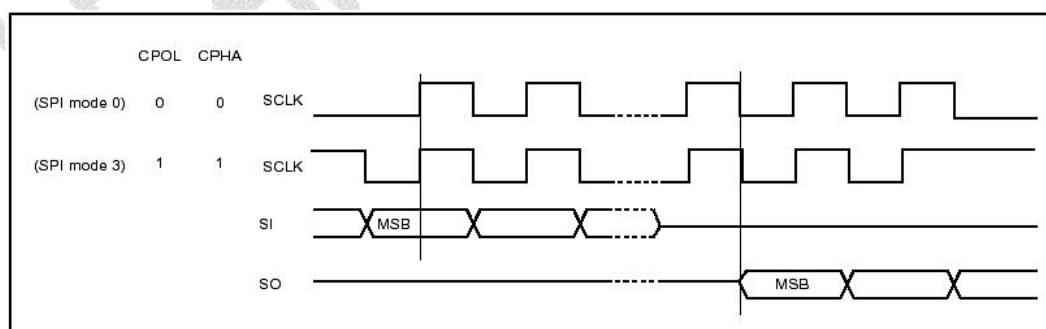 CPOL CPHA
(SPI mode 0) 0 0 SCLK
(SPI mode 3) 1 1 SCLK
SI MSB
SO MSB